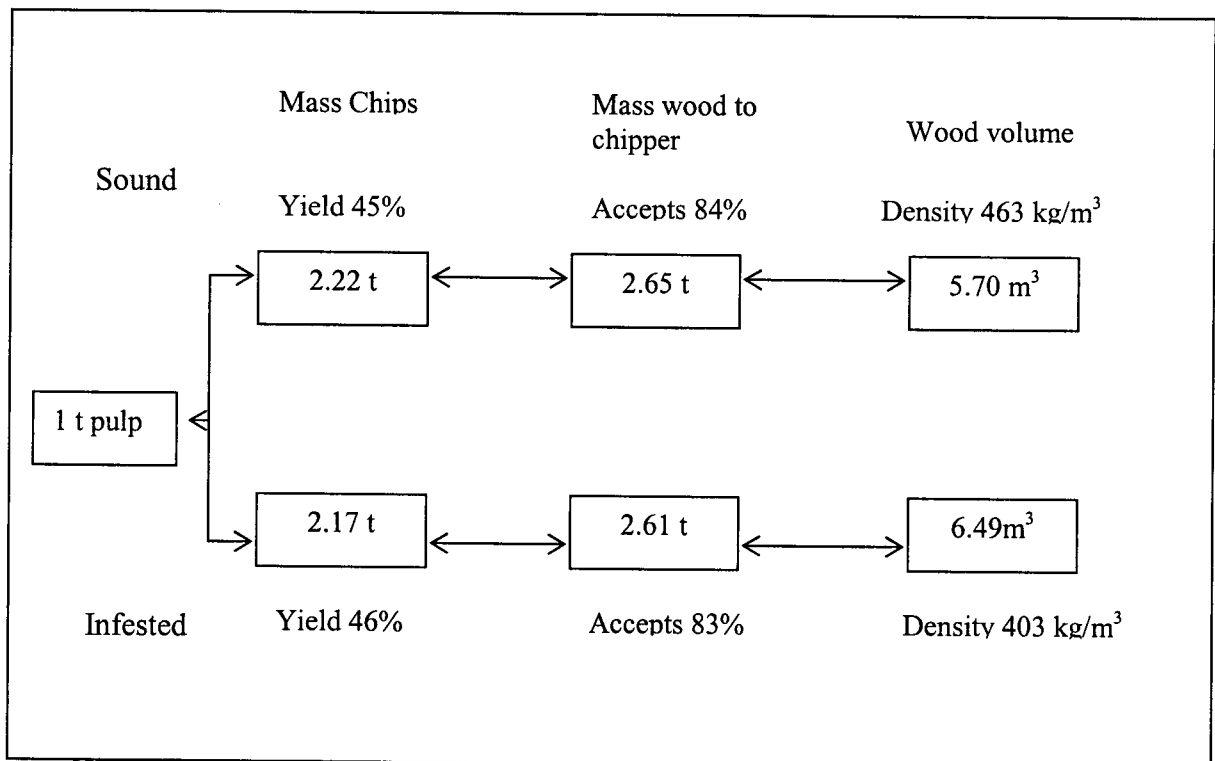 Mass Chips
Mass wood to
chipper
Wood volume
Sound
Yield 45%
Accepts 84%
Density 463 kg/m³
2.22 t
2.65 t
5.70 m³
1 t pulp
2.17 t
2.61 t
6.49m³
Infested
Yield 46%
Accepts 83%
Density 403 kg/m³